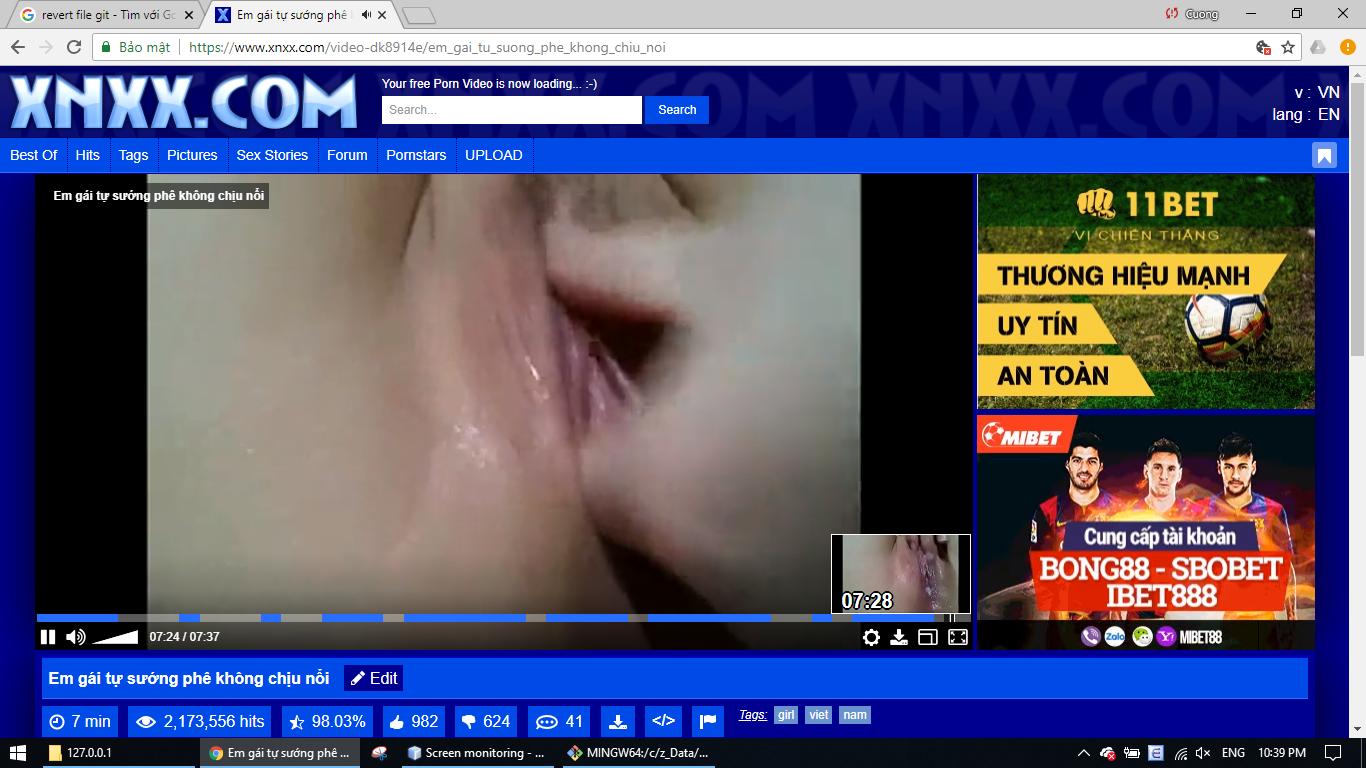 revert file git - Tìm với Go
Em gái tự sướng phê k
Cuong
Bảo mật
https://www.xnxx.com/video-dk8914e/em_gai_tu_suong_phe_khong_chiu_noi
XNXX.COM
Your free Porn Video is now loading... :-)
Search...
Search
v : VN
lang : EN
Best Of
Hits
Tags
Pictures
Sex Stories
Forum
Pornstars
UPLOAD
Em gái tự sướng phê không chịu nổi
07:28
07:24 / 07:37
11BET
VỊ CHIẾN THẮNG
THƯƠNG HIỆU MẠNH
UY TÍN
AN TOÀN
MIBET
Cung cấp tài khoản
BONG88 - SBOBET
IBET888
Zalo
MIBET88
Em gái tự sướng phê không chịu nổi
Edit
7 min
2,173,556 hits
98.03%
982
624
41
</>
Tags: girl viet nam
127.0.0.1
Em gái tự sướng phê ...
Screen monitoring - ...
MINGW64:/c/z_Data/...
ENG
10:39 PM